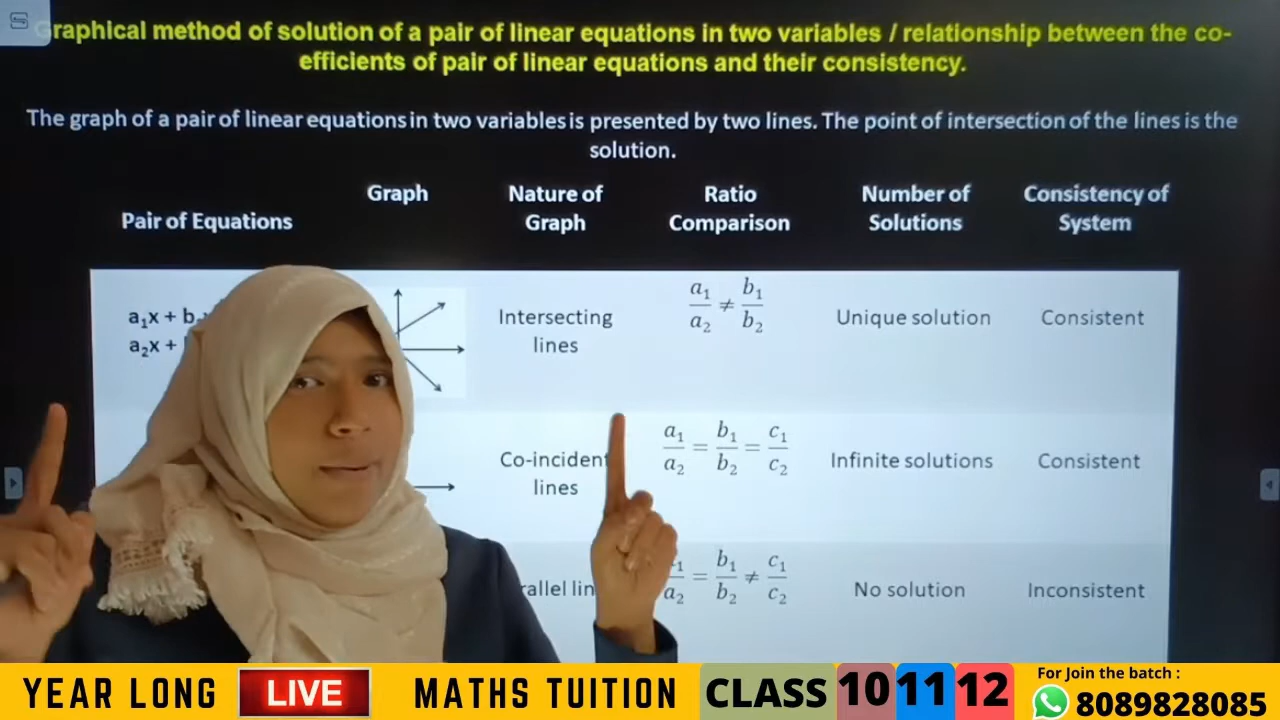 Graphical method of solution of a pair of linear equations in two variables / relationship between the co-
efficients of pair of linear equations and their consistency.
The graph of a pair of linear equations in two variables is presented by two lines. The point of intersection of the lines is the
solution.
Pair of Equations
Graph
Nature of
Graph
Ratio
Comparison
Number of
Solutions
Consistency of
System
a₁x + b
a₂x +
Intersecting
lines
a₁/a₂ ≠ b₁/b₂
Unique solution
Consistent
Co-incident
lines
a₁/a₂ = b₁/b₂ = c₁/c₂
Infinite solutions
Consistent
rallel lin
₁/a₂ = b₁/b₂ ≠ c₁/c₂
No solution
Inconsistent
YEAR LONG LIVE MATHS TUITION CLASS 10 11 12
For Join the batch :
8089828085